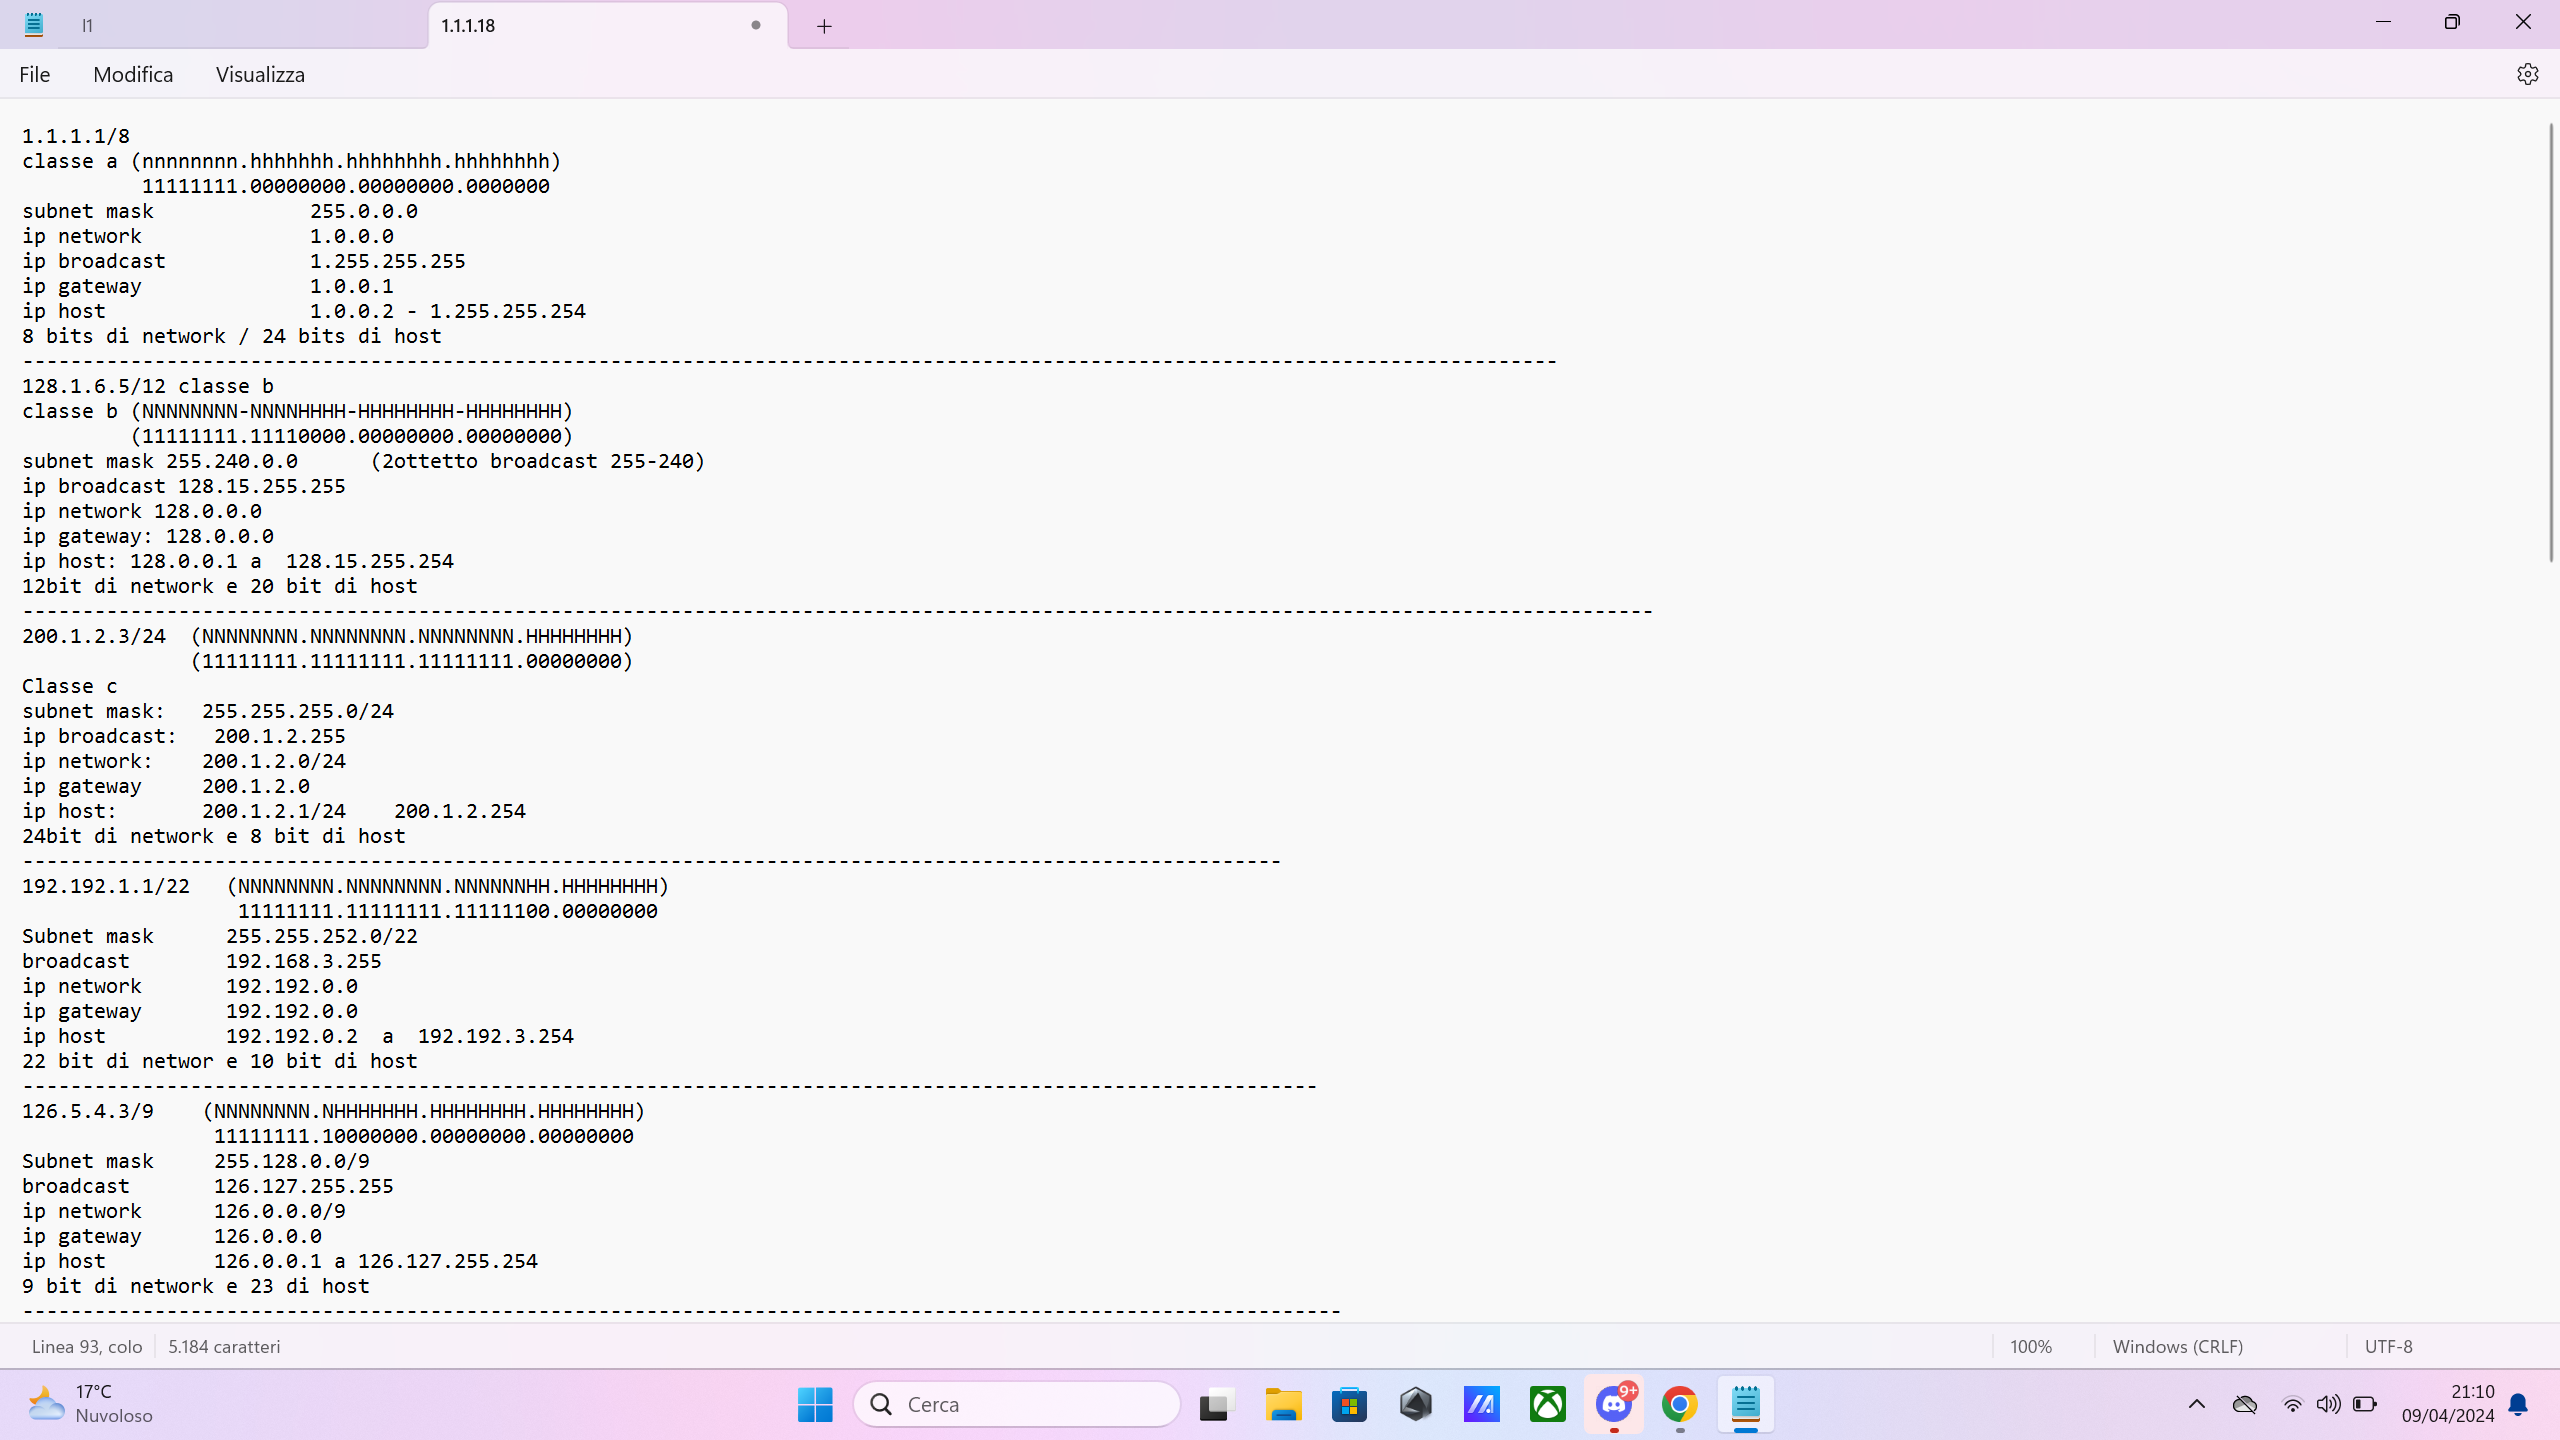 l1
1.1.1.18
File Modifica Visualizza
1.1.1.1/8
classe a (nnnnnnnn.hhhhhhh.hhhhhhhh.hhhhhhhh)
11111111.00000000.00000000.0000000
subnet mask 255.0.0.0
ip network 1.0.0.0
ip broadcast 1.255.255.255
ip gateway 1.0.0.1
ip host 1.0.0.2 - 1.255.255.254
8 bits di network / 24 bits di host
--------------------------------------------------------------------------------------------------------------------------------
128.1.6.5/12 classe b
classe b (NNNNNNNN-NNNNHHHH-HHHHHHHH-HHHHHHHH)
(11111111.11110000.00000000.00000000)
subnet mask 255.240.0.0 (2ottetto broadcast 255-240)
ip broadcast 128.15.255.255
ip network 128.0.0.0
ip gateway: 128.0.0.0
ip host: 128.0.0.1 a 128.15.255.254
12bit di network e 20 bit di host
----------------------------------------------------------------------------------------------------------------------------------------
200.1.2.3/24 (NNNNNNNN.NNNNNNNN.NNNNNNNN.HHHHHHHH)
(11111111.11111111.11111111.00000000)
Classe c
subnet mask: 255.255.255.0/24
ip broadcast: 200.1.2.255
ip network: 200.1.2.0/24
ip gateway 200.1.2.0
ip host: 200.1.2.1/24 200.1.2.254
24bit di network e 8 bit di host
---------------------------------------------------------------------------------------------------------
192.192.1.1/22 (NNNNNNNN.NNNNNNNN.NNNNNNHH.HHHHHHHH)
11111111.11111111.11111100.00000000
Subnet mask 255.255.252.0/22
broadcast 192.168.3.255
ip network 192.192.0.0
ip gateway 192.192.0.0
ip host 192.192.0.2 a 192.192.3.254
22 bit di networ e 10 bit di host
------------------------------------------------------------------------------------------------------------
126.5.4.3/9 (NNNNNNNN.NHHHHHHH.HHHHHHHH.HHHHHHHH)
11111111.10000000.00000000.00000000
Subnet mask 255.128.0.0/9
broadcast 126.127.255.255
ip network 126.0.0.0/9
ip gateway 126.0.0.0
ip host 126.0.0.1 a 126.127.255.254
9 bit di network e 23 di host
--------------------------------------------------------------------------------------------------------------
Linea 93, colo 5.184 caratteri 100% Windows (CRLF) UTF-8
17°C
Nuvoloso
Cerca
9+
21:10
09/04/2024